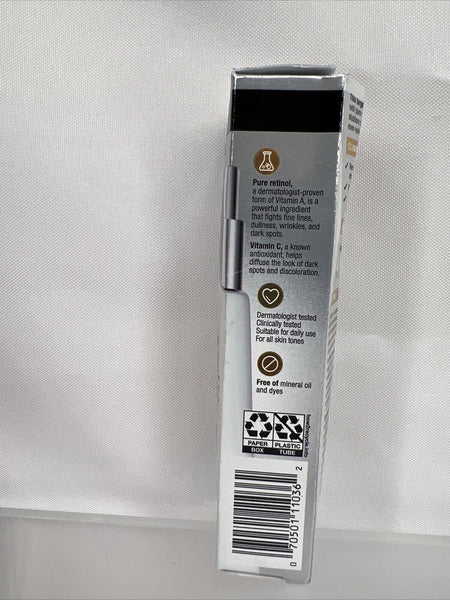 Pure retinol,
a dermatologist-proven
form of Vitamin A, is a
powerful ingredient
that fights fine lines,
dullness, wrinkles, and
dark spots.
Vitamin C, a known
antioxidant, helps
diffuse the look of dark
spots and discoloration.
Dermatologist tested
Clinically tested
Suitable for daily use
For all skin tones
Free of mineral oil
and dyes
PAPER
BOX
PLASTIC
TUBE
how2recycle.info
0 70501 11036 2